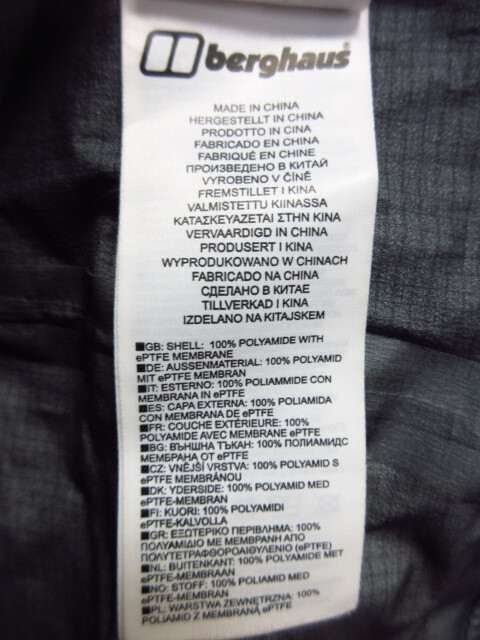 berghaus
MADE IN CHINA
HERGESTELLT IN CHINA
PRODOTTO IN CINA
FABRICADO EN CHINA
FABRIQUÉ EN CHINE
ПРОИЗВЕДЕНО В КИТАЙ
VYROBENO V ČÍNĚ
FREMSTILLET I KINA
VALMISTETTU KIINASSA
ΚΑΤΑΣΚΕΥΑΖΕΤΑΙ ΣΤΗΝ ΚΙΝΑ
VERVAARDIGD IN CHINA
PRODUSERT I KINA
WYPRODUKOWANO W CHINACH
FABRICADO NA CHINA
СДЕЛАНО В КИТАЕ
TILLVERKAD I KINA
IZDELANO NA KITAJSKEM
■GB: SHELL: 100% POLYAMIDE WITH
ePTFE MEMBRANE
■DE: AUSSENMATERIAL: 100% POLYAMID
MIT ePTFE MEMBRAN
■IT: ESTERNO: 100% POLIAMMIDE CON
MEMBRANA IN ePTFE
■ES: CAPA EXTERNA: 100% POLIAMIDA
CON MEMBRANA DE ePTFE
■FR: COUCHE EXTÉRIEURE: 100%
POLYAMIDE AVEC MEMBRANE ePTFE
■BG: ВЪНШНА ТЪКАН: 100% ПОЛИАМИДС
МЕМБРАНА ОТ ePTFE
■CZ: VNĚJŠÍ VRSTVA: 100% POLYAMID S
ePTFE MEMBRÁNOU
■DK: YDERSIDE: 100% POLYAMID MED
ePTFE-MEMBRAN
■FI: KUORI: 100% POLYAMIDI
ePTFE-KALVOLLA
■GR: ΕΞΩΤΕΡΙΚΟ ΠΕΡΙΒΛΗΜΑ: 100%
ΠΟΛΥΑΜΙΔΙΟ ΜΕ ΜΕΜΒΡΑΝΗ ΑΠΟ
ΠΟΛΥΤΕΤΡΑΦΘΟΡΟΑΙΘΥΛΕΝΙΟ (ePTFE)
■NL: BUITENKANT: 100% POLYAMIDE MET
ePTFE-MEMBRAAN
■NO: STOFF: 100% POLIAMID MED
ePTFE-MEMBRAN
■PL: WARSTWA ZEWNĘTRZNA: 100%
POLIAMID Z MEMBRANĄ ePTFE